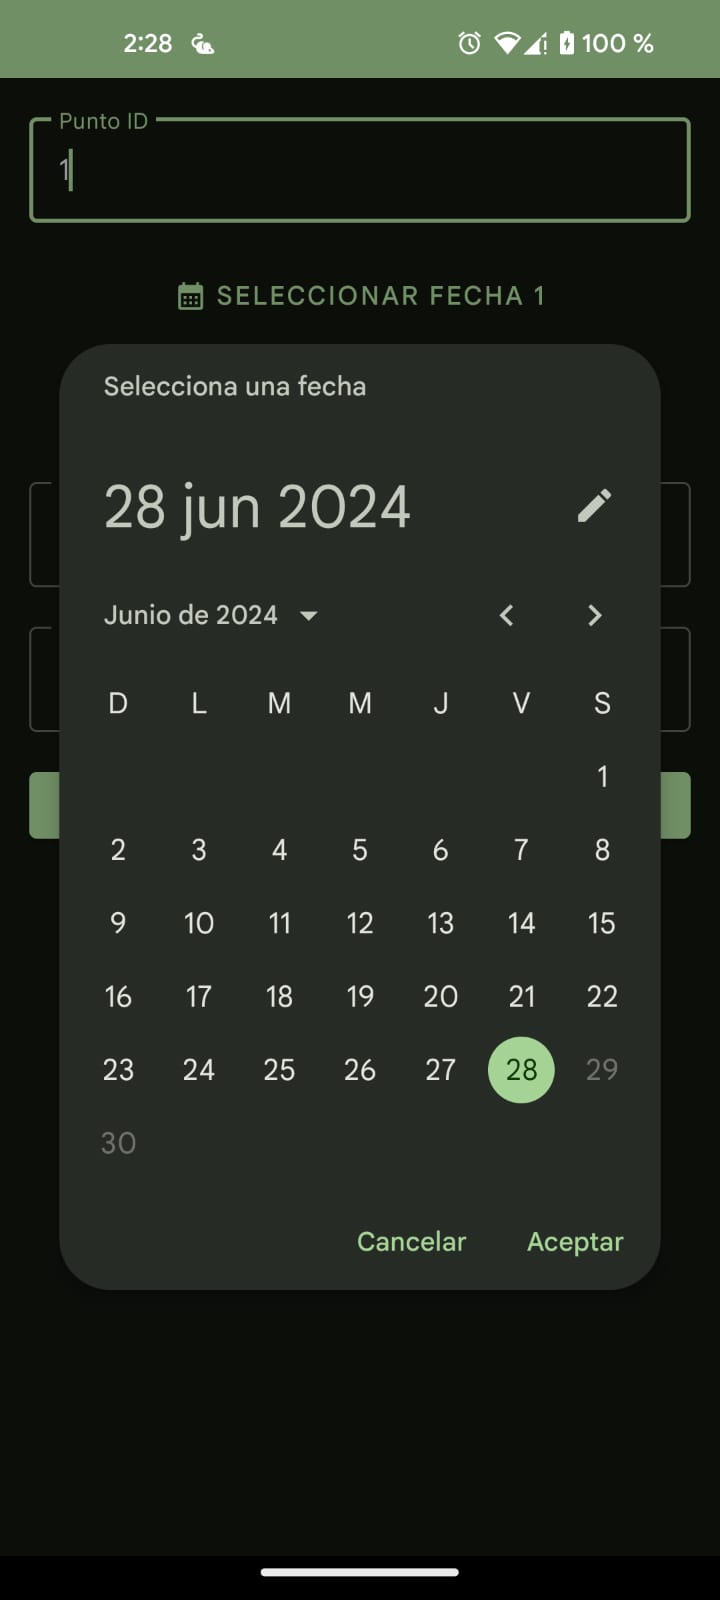 2:28 100 %
Punto ID
1
SELECCIONAR FECHA 1
Selecciona una fecha
28 jun 2024
Junio de 2024
D L M M J V S
1
2 3 4 5 6 7 8
9 10 11 12 13 14 15
16 17 18 19 20 21 22
23 24 25 26 27 28 29
30
Cancelar Aceptar